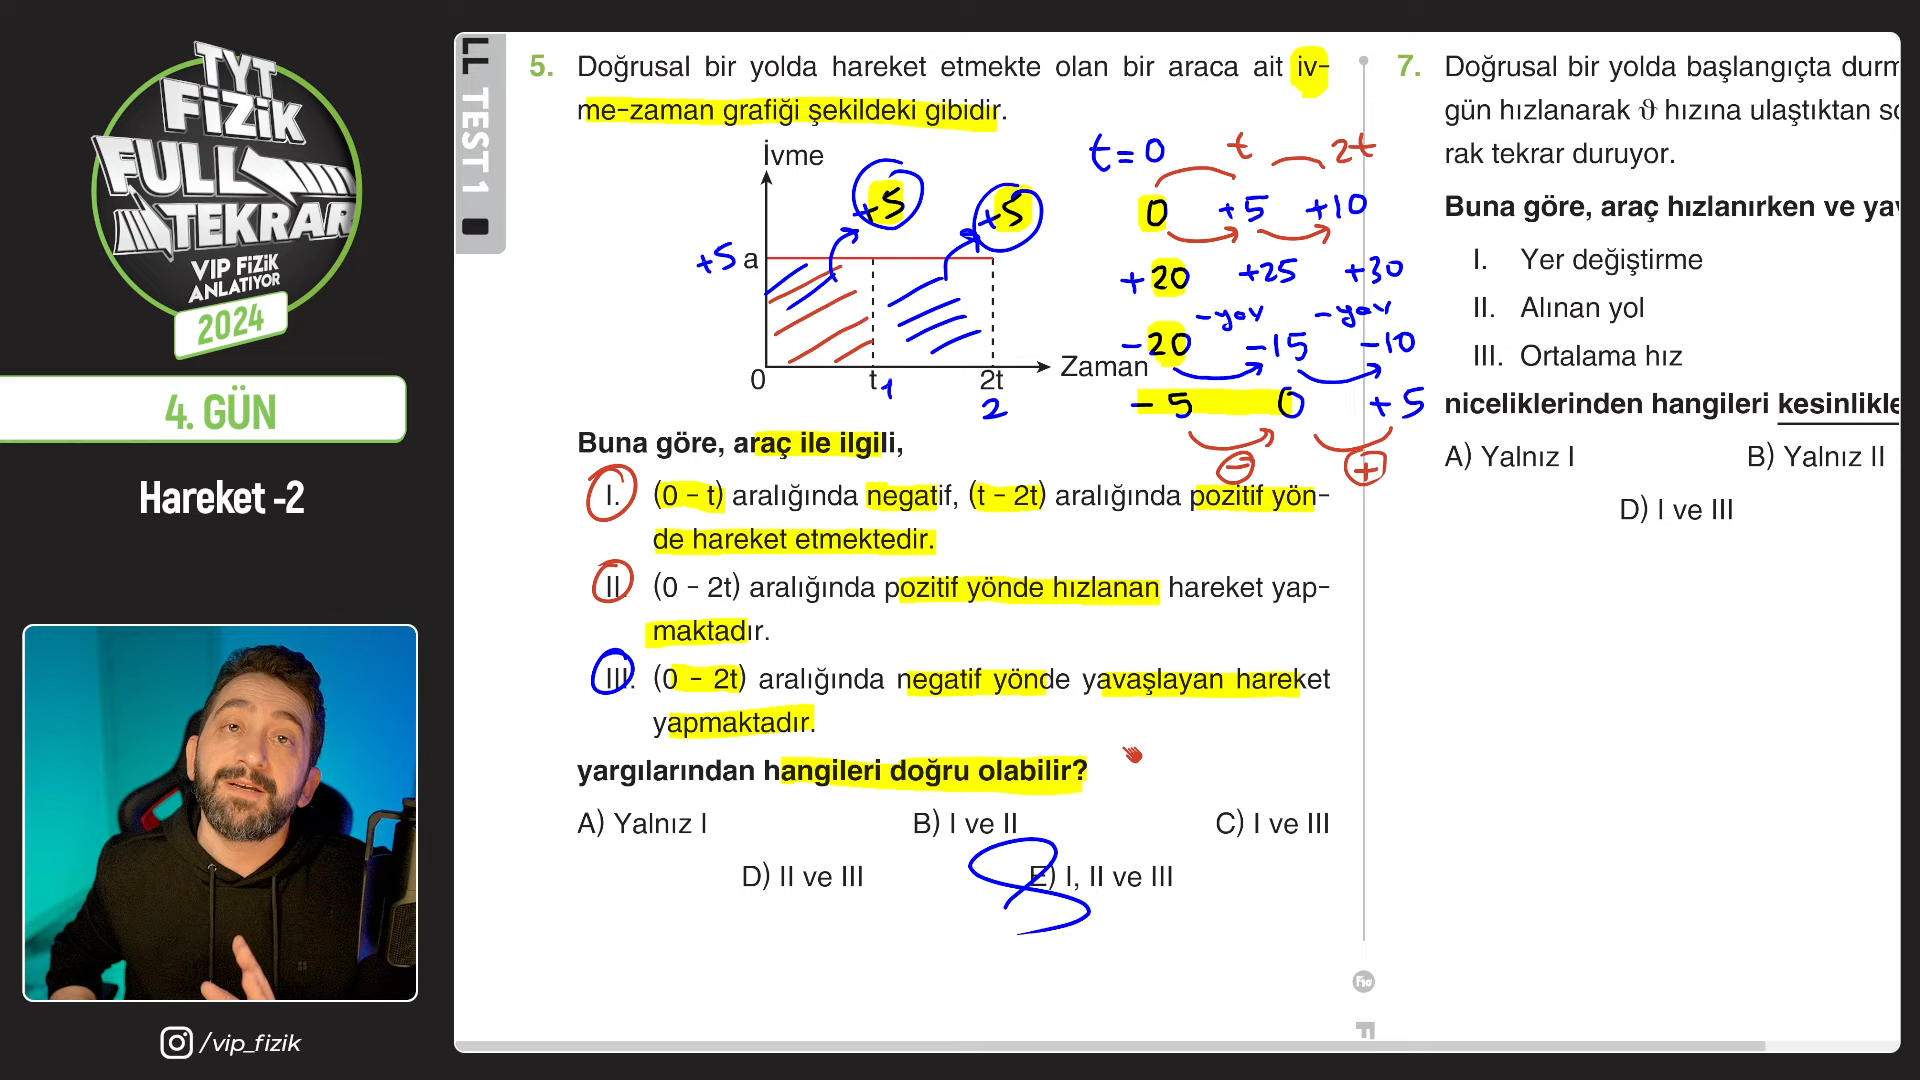 TYT
FİZİK
FULL
TEKRAR
VIP FİZİK
ANLATIYOR
2024
4. GÜN
Hareket -2
/vip_fizik
LL TEST 1
5. Doğrusal bir yolda hareket etmekte olan bir araca ait iv-
me-zaman grafiği şekildeki gibidir.
İvme
+5
+5
+5 a
0
t
1
2t
2
Zaman
t=0 t 2t
0 +5 +10
+20 +25 +30
-yav -yav
-20 -15 -10
-5 0 +5
- +
Buna göre, araç ile ilgili,
I. (0 - t) aralığında negatif, (t - 2t) aralığında pozitif yön-
de hareket etmektedir.
II. (0 - 2t) aralığında pozitif yönde hızlanan hareket yap-
maktadır.
III. (0 - 2t) aralığında negatif yönde yavaşlayan hareket
yapmaktadır.
yargılarından hangileri doğru olabilir?
A) Yalnız I B) I ve II C) I ve III
D) II ve III E) I, II ve III
7. Doğrusal bir yolda başlangıçta durm
gün hızlanarak ϑ hızına ulaştıktan so
rak tekrar duruyor.
Buna göre, araç hızlanırken ve ya
I. Yer değiştirme
II. Alınan yol
III. Ortalama hız
niceliklerinden hangileri kesinlikle
A) Yalnız I B) Yalnız II
D) I ve III